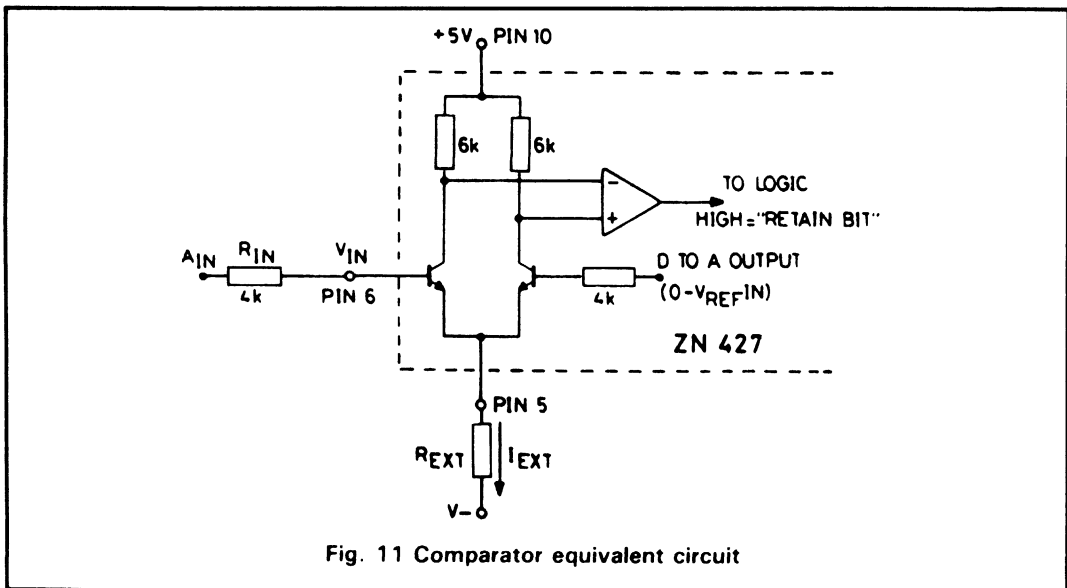 +5V PIN 10
6k 6k
-
TO LOGIC
+
HIGH="RETAIN BIT"
AIN RIN VIN
D TO A OUTPUT
4k PIN 6 4k
(0-VREFIN)
ZN 427
PIN 5
REXT IEXT
V-
Fig. 11 Comparator equivalent circuit